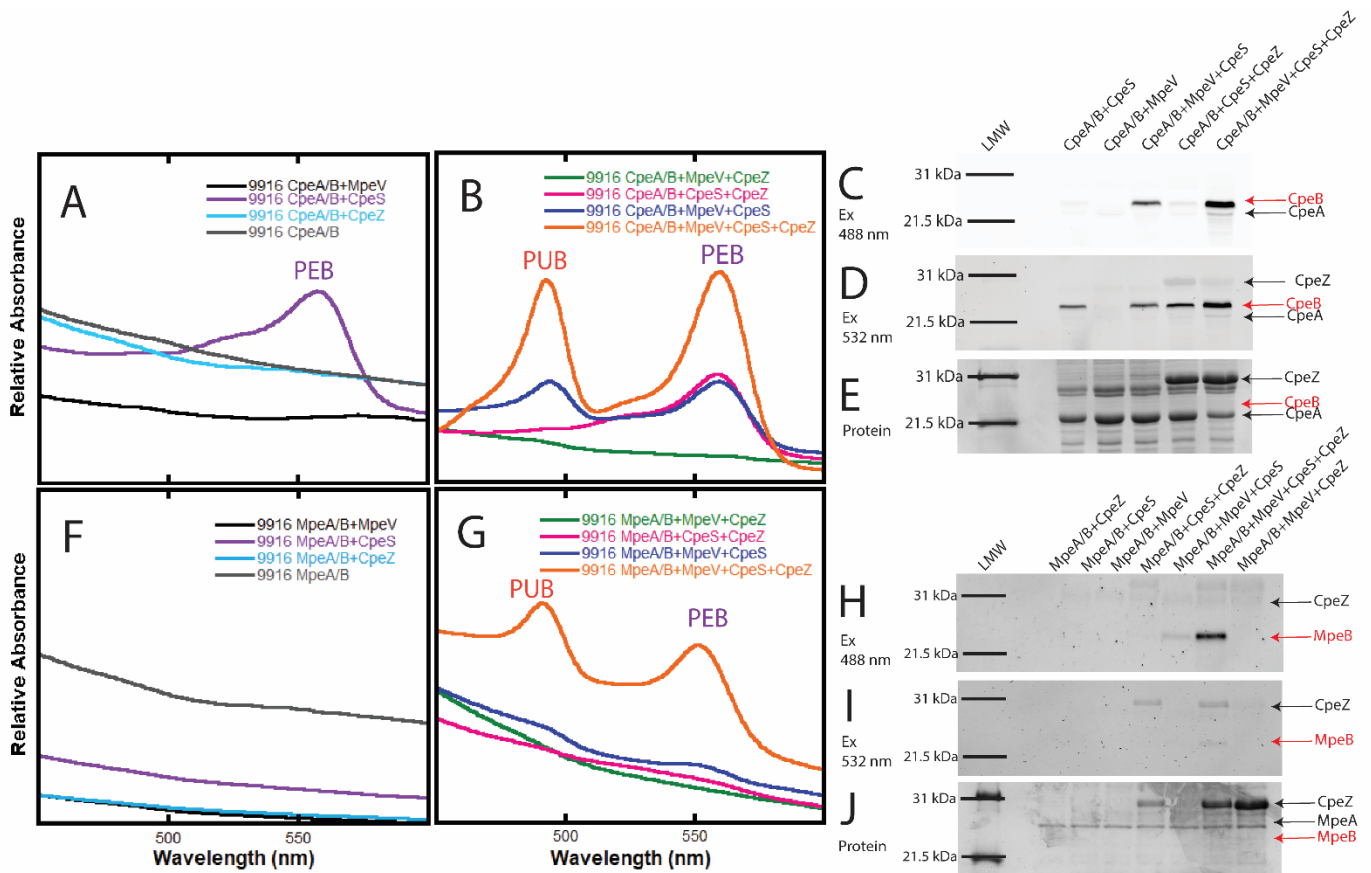 Relative Absorbance
A
9916 CpeA/B+MpeV
9916 CpeA/B+CpeS
9916 CpeA/B+CpeZ
9916 CpeA/B
PEB
B
9916 CpeA/B+MpeV+CpeZ
9916 CpeA/B+CpeS+CpeZ
9916 CpeA/B+MpeV+CpeS
9916 CpeA/B+MpeV+CpeS+CpeZ
PUB
PEB
LMW
CpeA/B+CpeS
CpeA/B+MpeV
CpeA/B+MpeV+CpeS
CpeA/B+CpeS+CpeZ
CpeA/B+MpeV+CpeS+CpeZ
C
Ex
488 nm
31 kDa
21.5 kDa
CpeB
CpeA
D
Ex
532 nm
31 kDa
21.5 kDa
CpeZ
CpeB
CpeA
E
Protein
31 kDa
21.5 kDa
CpeZ
CpeB
CpeA
Relative Absorbance
F
9916 MpeA/B+MpeV
9916 MpeA/B+CpeS
9916 MpeA/B+CpeZ
9916 MpeA/B
500
550
Wavelength (nm)
G
9916 MpeA/B+MpeV+CpeZ
9916 MpeA/B+CpeS+CpeZ
9916 MpeA/B+MpeV+CpeS
9916 MpeA/B+MpeV+CpeS+CpeZ
PUB
PEB
500
550
Wavelength (nm)
LMW
MpeA/B+CpeZ
MpeA/B+CpeS
MpeA/B+MpeV
MpeA/B+CpeS+CpeZ
MpeA/B+MpeV+CpeS
MpeA/B+MpeV+CpeS+CpeZ
MpeA/B+MpeV+CpeZ
H
Ex
488 nm
31 kDa
21.5 kDa
CpeZ
MpeB
I
Ex
532 nm
31 kDa
21.5 kDa
CpeZ
MpeB
J
Protein
31 kDa
21.5 kDa
CpeZ
MpeA
MpeB